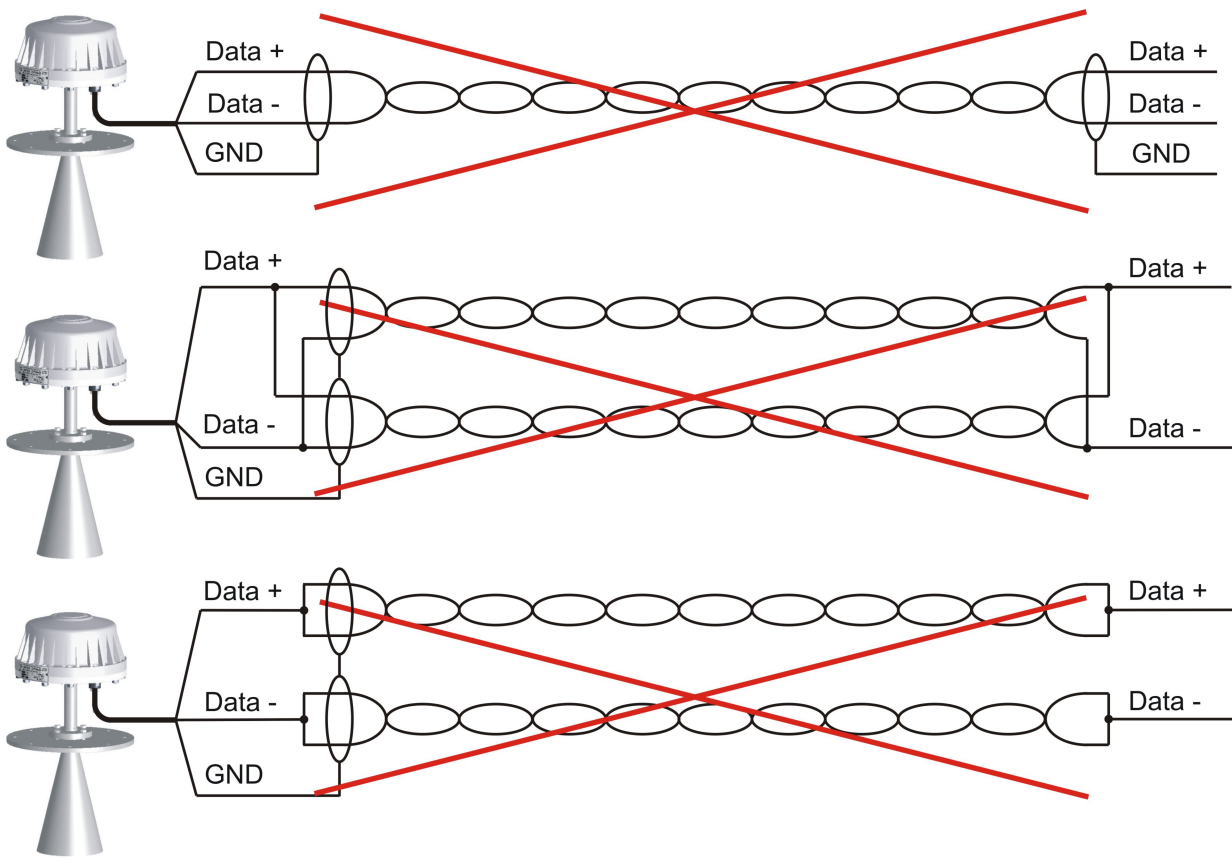 Data + Data +
Data - Data -
GND GND
Data + Data +
Data - Data -
GND
Data + Data +
Data - Data -
GND